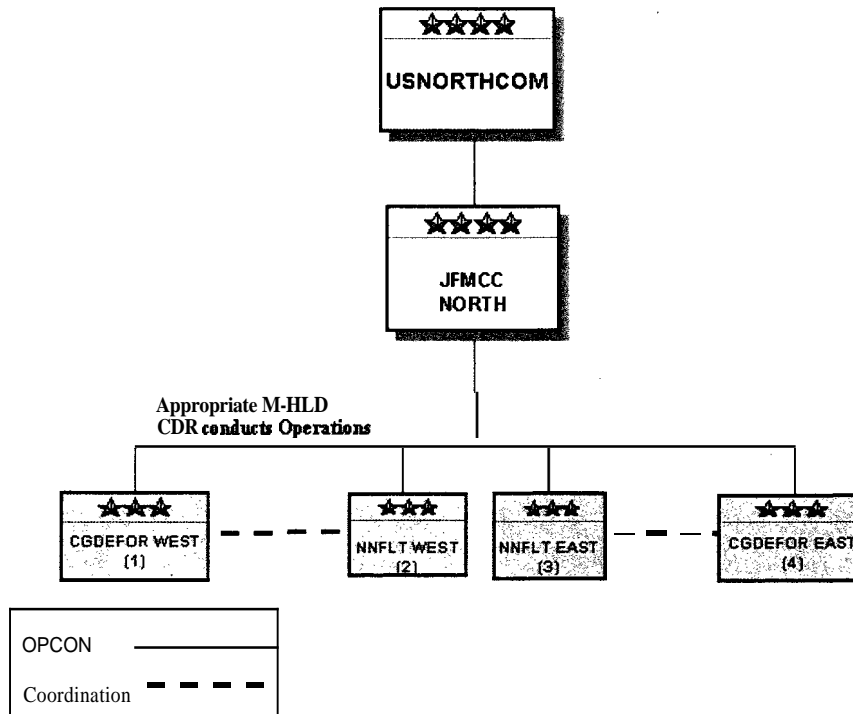 USNORTHCOM
JFMCC
NORTH
Appropriate M-HLD
CDR conducts Operations
CGDEFOR WEST
(1)
NNFLT WEST
(2)
NNFLT EAST
(3)
CGDEFOR EAST
(4)
OPCON
Coordination